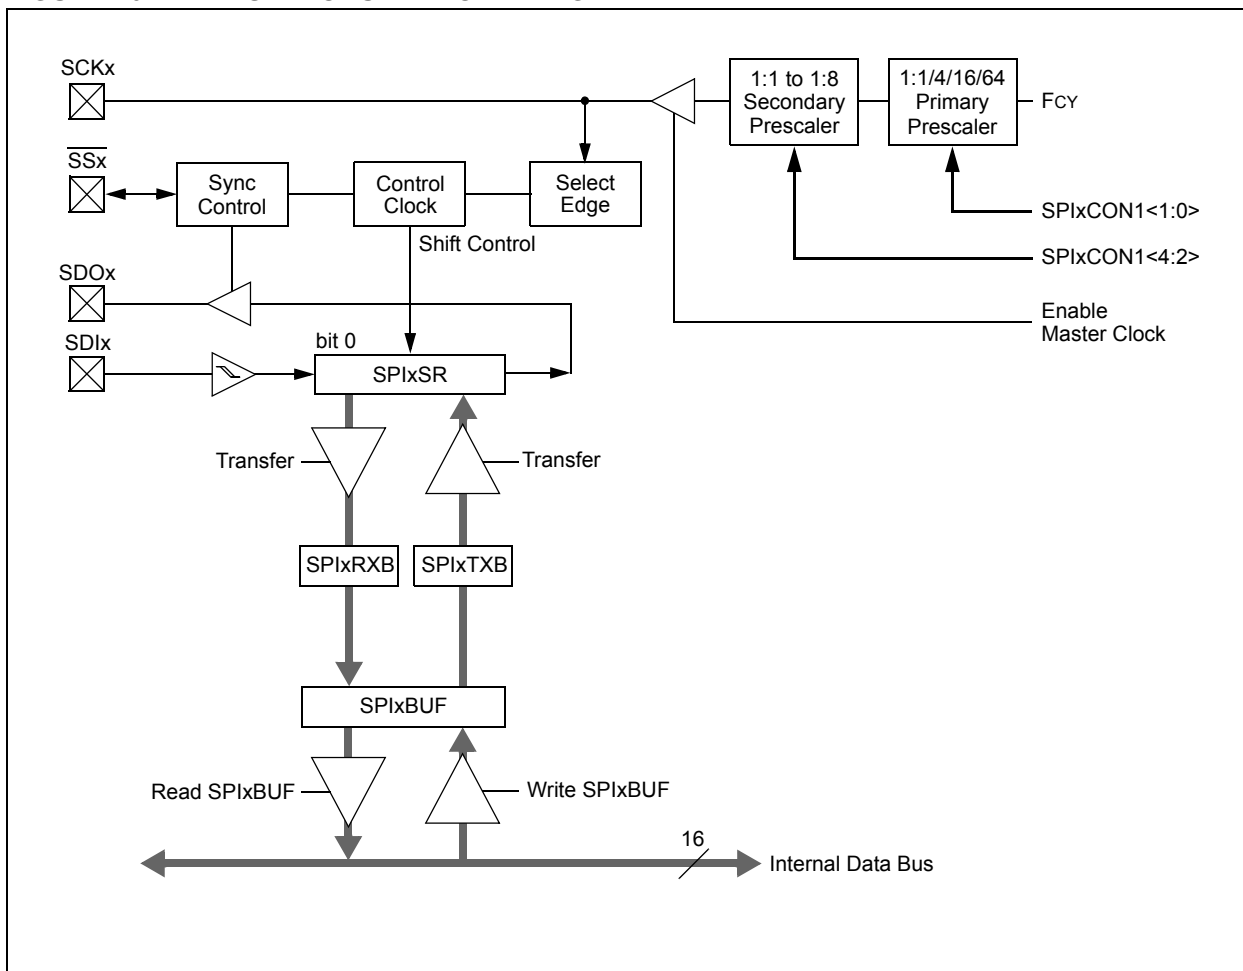 SCKx
SSx
SDOx
SDIx
Sync
Control
Control
Clock
Select
Edge
1:1 to 1:8
Secondary
Prescaler
1:1/4/16/64
Primary
Prescaler
FCY
SPIxCON1<1:0>
SPIxCON1<4:2>
Enable
Master Clock
Shift Control
bit 0
SPIxSR
Transfer
Transfer
SPIxRXB
SPIxTXB
SPIxBUF
Read SPIxBUF
Write SPIxBUF
16
Internal Data Bus